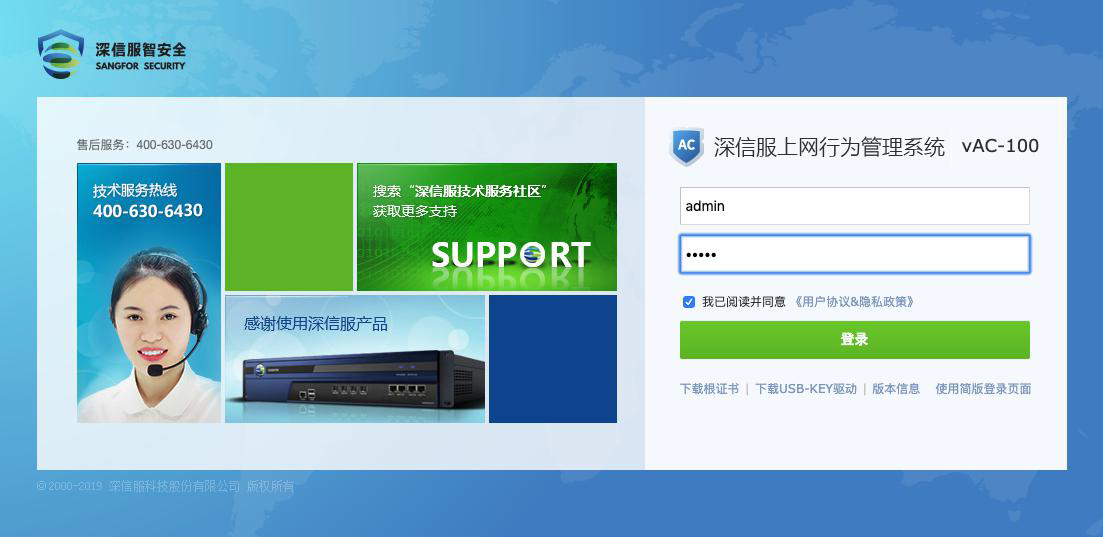 深信服智安全
SANGFOR SECURITY
售后服务：400-630-6430
技术服务热线
400-630-6430
搜索“深信服技术服务社区”
获取更多支持
SUPPORT
感谢使用深信服产品
AC
深信服上网行为管理系统 vAC-100
admin
•••••
我已阅读并同意 《用户协议&隐私政策》
登录
下载根证书 | 下载USB-KEY驱动 | 版本信息 使用简版登录页面
© 2000-2019 深信服科技股份有限公司 版权所有